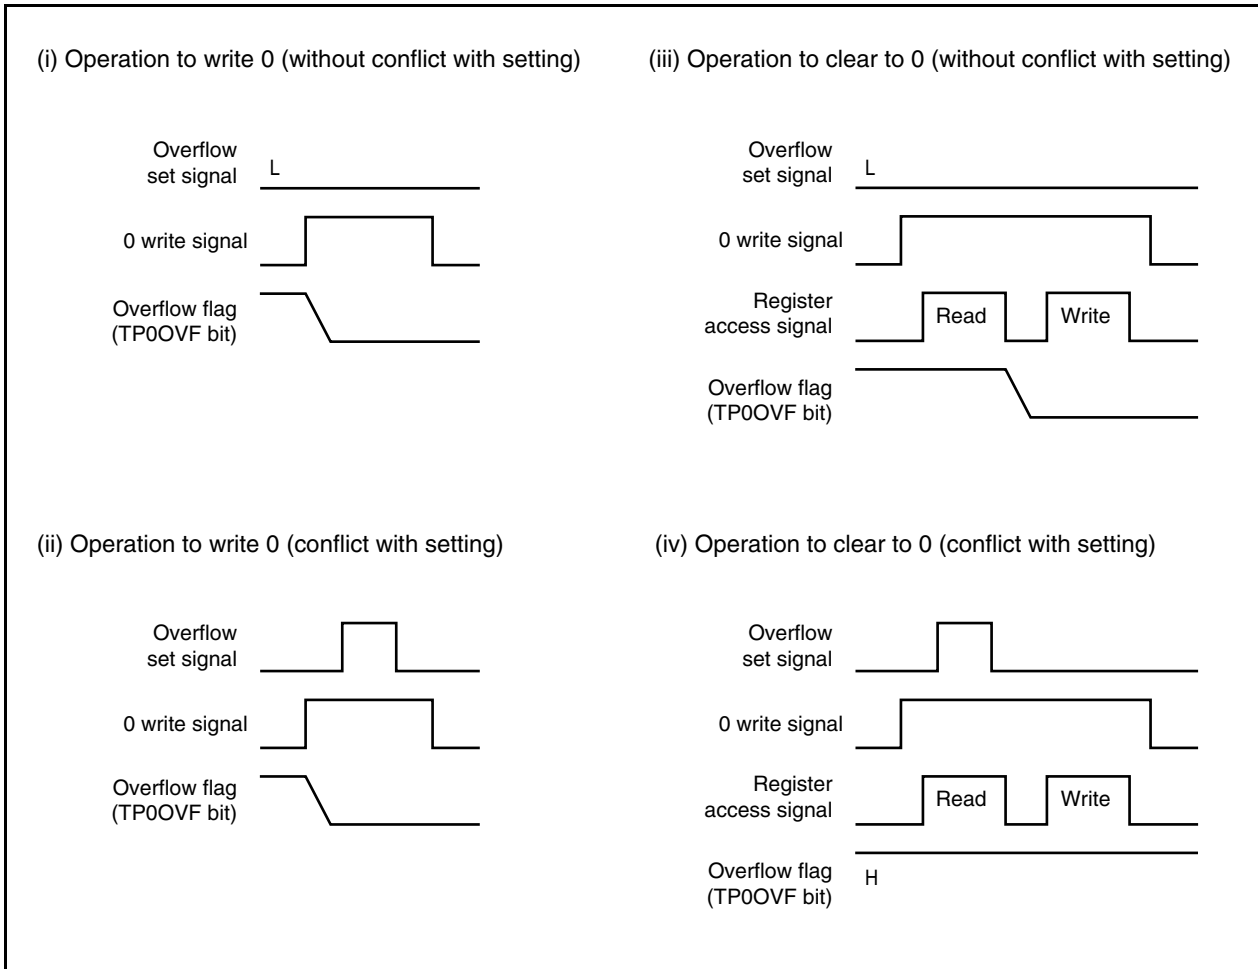 (i) Operation to write 0 (without conflict with setting)
Overflow
set signal
L
0 write signal
Overflow flag
(TP0OVF bit)
(iii) Operation to clear to 0 (without conflict with setting)
Overflow
set signal
L
0 write signal
Register
access signal
Read
Write
Overflow flag
(TP0OVF bit)
(ii) Operation to write 0 (conflict with setting)
Overflow
set signal
0 write signal
Overflow flag
(TP0OVF bit)
(iv) Operation to clear to 0 (conflict with setting)
Overflow
set signal
0 write signal
Register
access signal
Read
Write
Overflow flag
(TP0OVF bit)
H